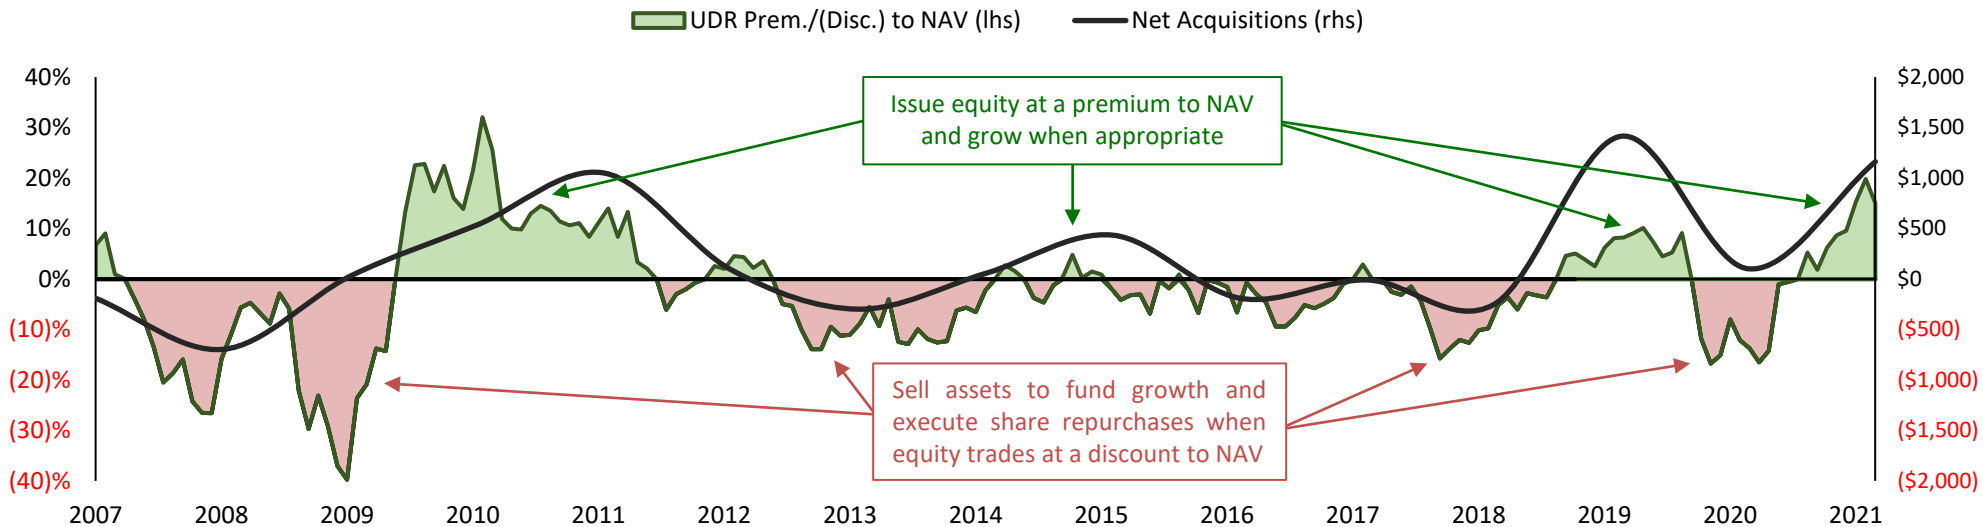 UDR Prem./(Disc.) to NAV (lhs) Net Acquisitions (rhs)
40%
30%
20%
10%
0%
(10)%
(20)%
(30)%
(40)%
Issue equity at a premium to NAV
and grow when appropriate
Sell assets to fund growth and
execute share repurchases when
equity trades at a discount to NAV
$2,000
$1,500
$1,000
$500
$0
($500)
($1,000)
($1,500)
($2,000)
2007 2008 2009 2010 2011 2012 2013 2014 2015 2016 2017 2018 2019 2020 2021